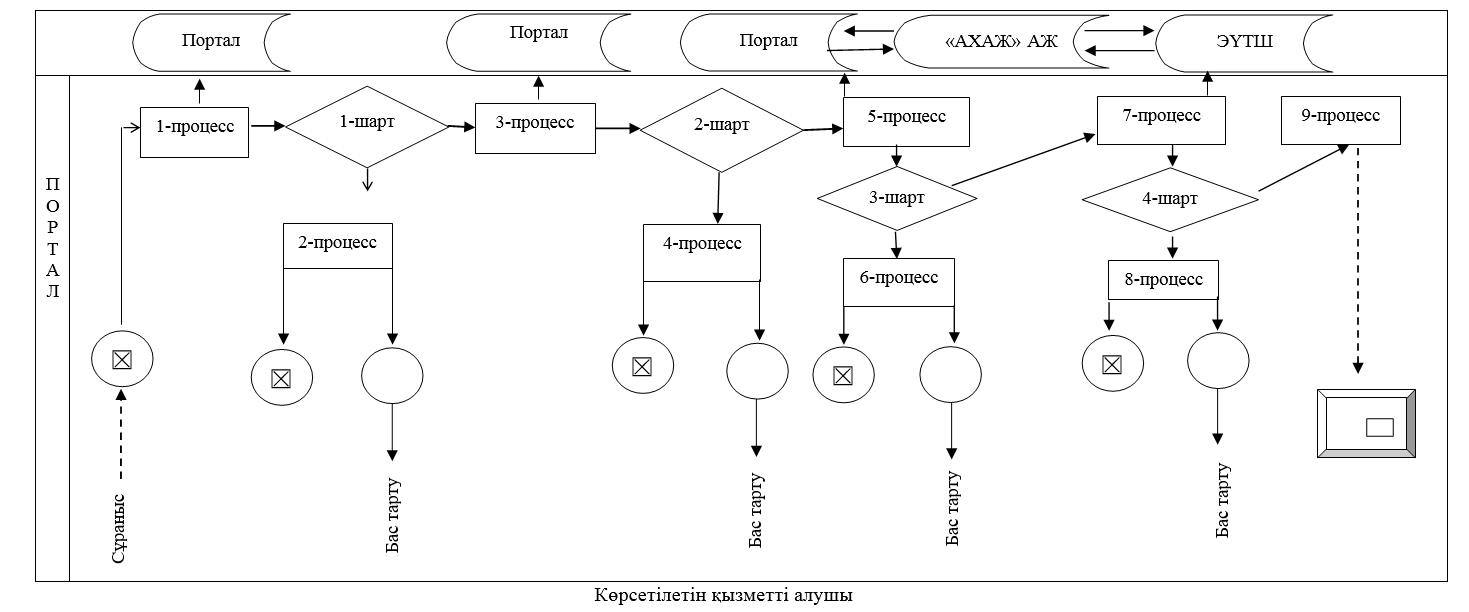 Портал
Портал
Портал
«АХАЖ» АЖ
ЭҮТШ
ПОРТАЛ
1-процесс
1-шарт
3-процесс
2-шарт
5-процесс
7-процесс
9-процесс
3-шарт
4-шарт
2-процесс
4-процесс
6-процесс
8-процесс
Сұраныс
Бас тарту
Бас тарту
Бас тарту
Бас тарту
Көрсетілетін қызметті алушы